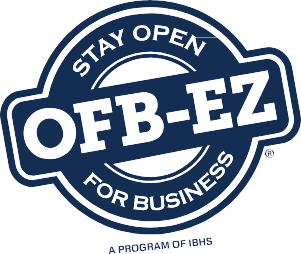 STAY OPEN
OFB-EZ
FOR BUSINESS
®
A PROGRAM OF IBHS